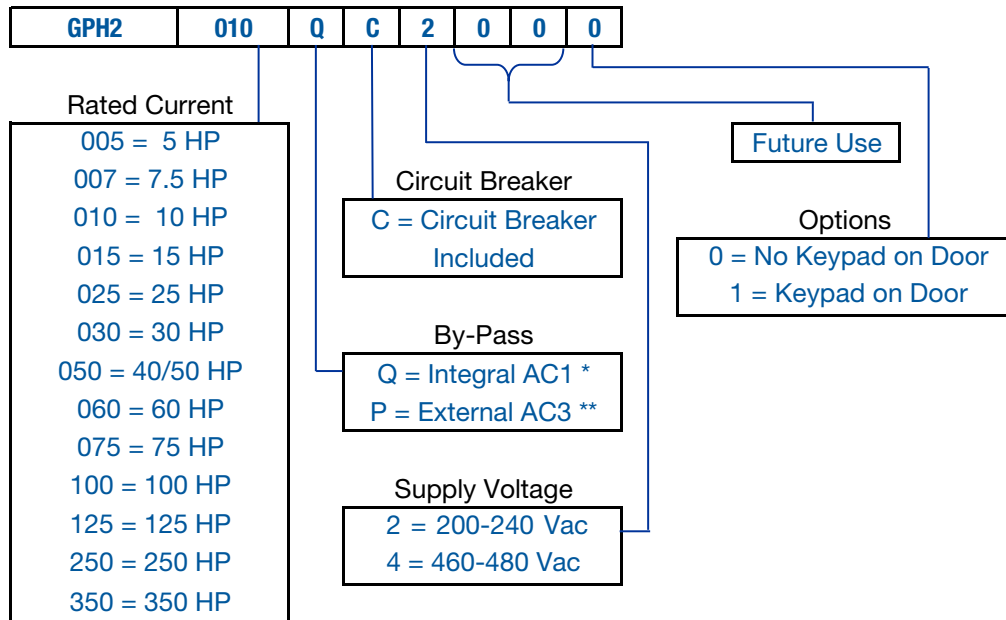 GPH2 010 Q C 2 0 0 0
Rated Current
005 = 5 HP
007 = 7.5 HP
010 = 10 HP
015 = 15 HP
025 = 25 HP
030 = 30 HP
050 = 40/50 HP
060 = 60 HP
075 = 75 HP
100 = 100 HP
125 = 125 HP
250 = 250 HP
350 = 350 HP
Circuit Breaker
C = Circuit Breaker
Included
By-Pass
Q = Integral AC1 *
P = External AC3 **
Supply Voltage
2 = 200-240 Vac
4 = 460-480 Vac
Future Use
Options
0 = No Keypad on Door
1 = Keypad on Door